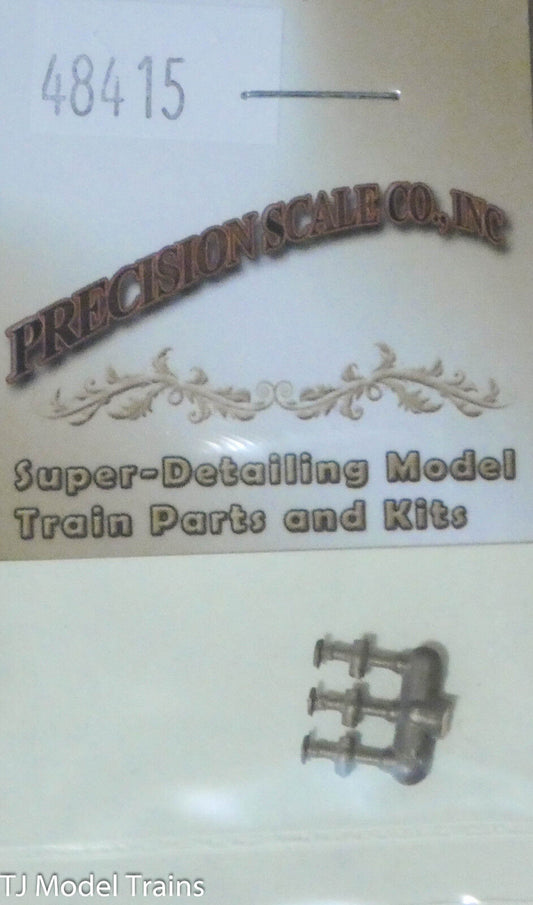 48415
PRECISION SCALE CO., INC
Super-Detailing Model
Train Parts and Kits
TJ Model Trains